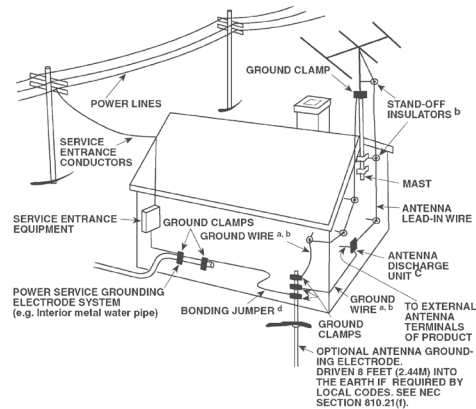 GROUND CLAMP
POWER LINES
STAND-OFF
INSULATORS b
SERVICE
ENTRANCE
CONDUCTORS
MAST
ANTENNA
LEAD-IN WIRE
SERVICE ENTRANCE
EQUIPMENT
GROUND CLAMPS
GROUND WIRE a, b
ANTENNA
DISCHARGE
UNIT C
POWER SERVICE GROUNDING
ELECTRODE SYSTEM
(e.g. Interior metal water pipe)
BONDING JUMPER d
GROUND
WIRE a, b
TO EXTERNAL
ANTENNA
TERMINALS
OF PRODUCT
GROUND
CLAMPS
OPTIONAL ANTENNA GROUND-
ING ELECTRODE.
DRIVEN 8 FEET (2.44M) INTO
THE EARTH IF REQUIRED BY
LOCAL CODES. SEE NEC
SECTION 810.21(f).